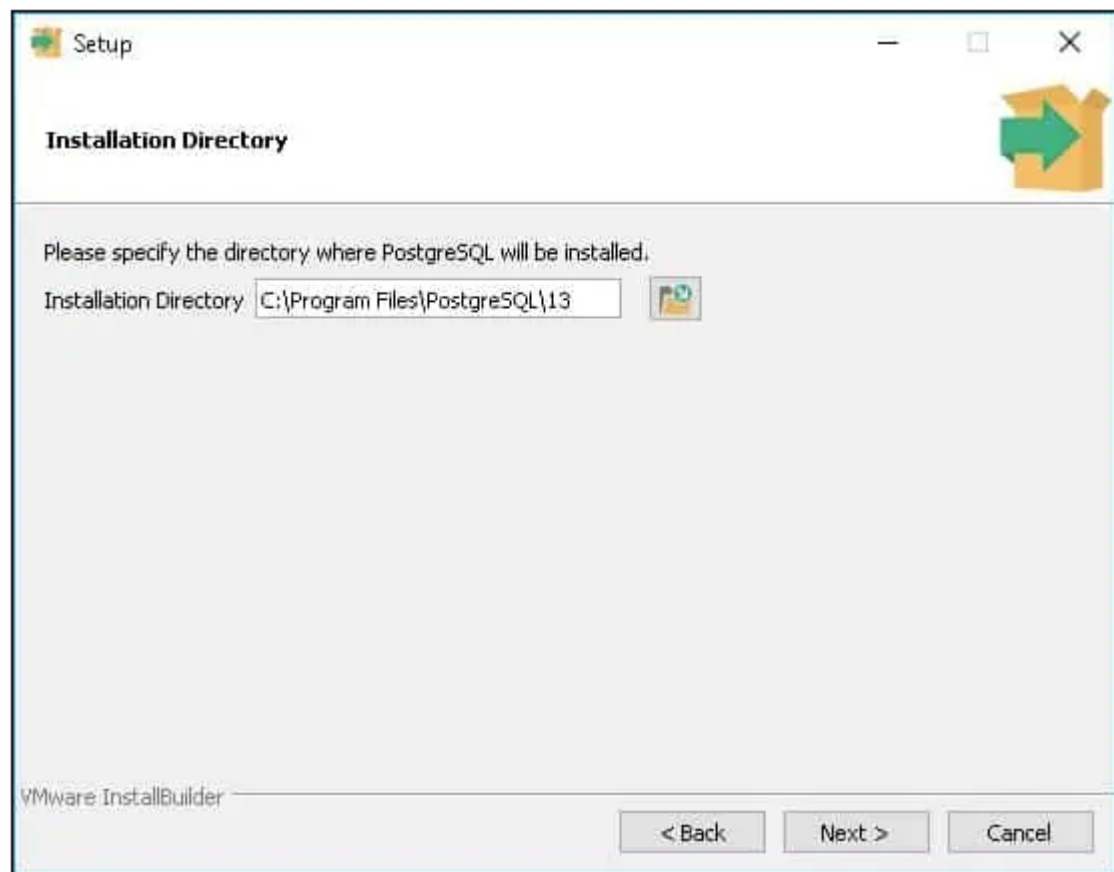 Setup
Installation Directory
Please specify the directory where PostgreSQL will be installed.
Installation Directory C:\Program Files\PostgreSQL\13
VMware InstallBuilder
< Back Next > Cancel